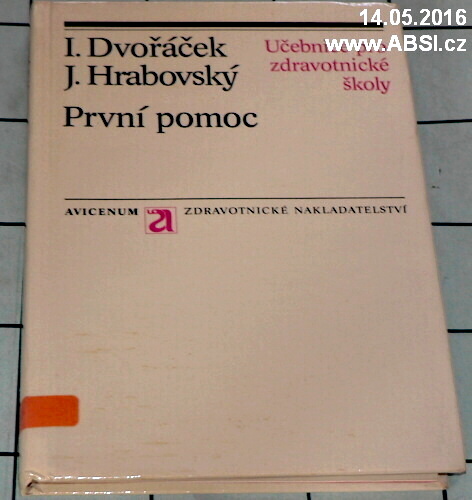 14.05.2016
www.ABSI.cz
I. Dvořáček
J. Hrabovský
První pomoc
zdravotnické
školy
AVICENUM
ZDRAVOTNICKÉ NAKLADATELSTVÍ